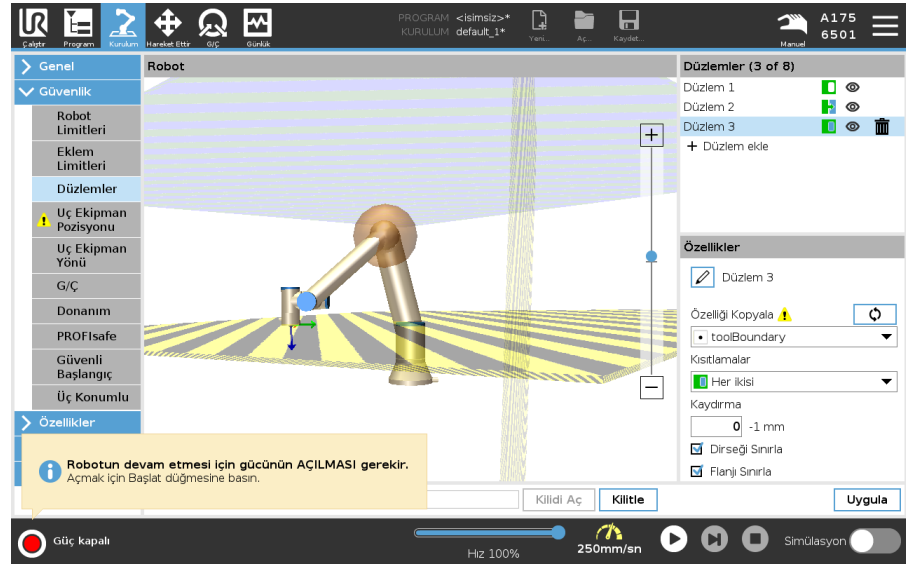 PROGRAM <isimsiz>*
KURULUM default_1*
Çalıştır
Program
Kurulum
Hareket Ettir
G/Ç
Günlük
Yeni...
Aç...
Kaydet...
Manuel
A175
6501
Genel
Güvenlik
Robot
Limitleri
Eklem
Limitleri
Düzlemler
Uç Ekipman
Pozisyonu
Uç Ekipman
Yönü
G/Ç
Donanım
PROFIsafe
Güvenli
Başlangıç
Üç Konumlu
Özellikler
Robot
Düzlemler (3 of 8)
Düzlem 1
Düzlem 2
Düzlem 3
+ Düzlem ekle
Özellikler
Düzlem 3
Özelliği Kopyala
toolBoundary
Kısıtlamalar
Her ikisi
Kaydırma
0 -1 mm
Dirseği Sınırla
Flanjı Sınırla
Robotun devam etmesi için gücünün AÇILMASI gerekir.
Açmak için Başlat düğmesine basın.
Kilidi Aç
Kilitle
Uygula
Güç kapalı
Hız 100%
250mm/sn
Simülasyon